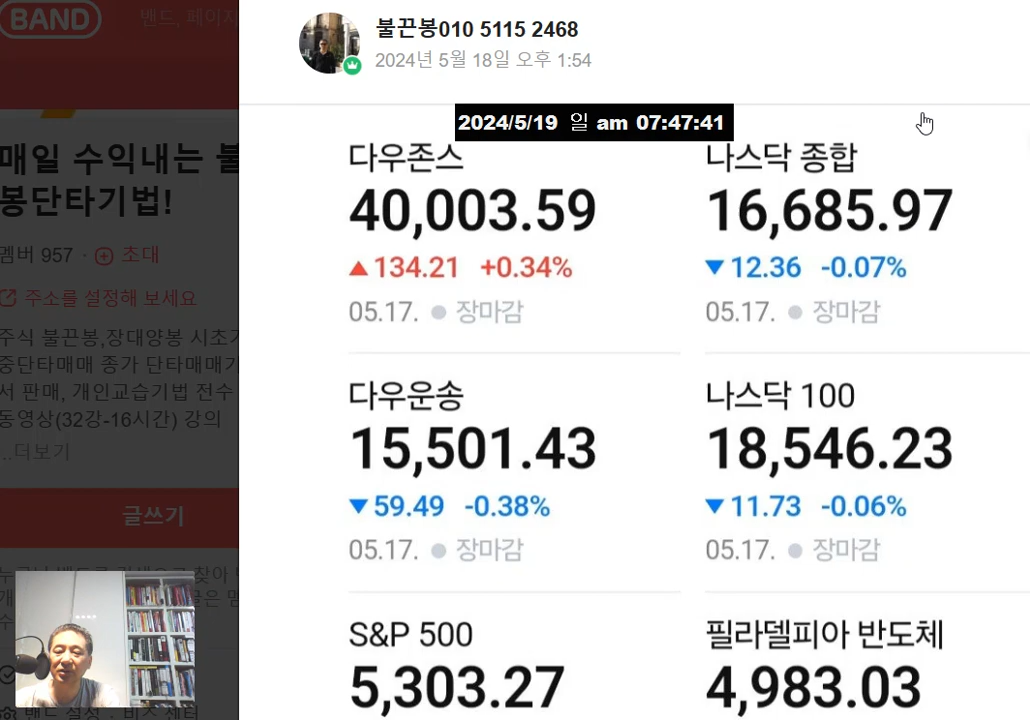 BAND
밴드, 페이지
매일 수익내는 불
봉단타기법!
멤버 957 · 초대
주소를 설정해 보세요
주식 불끈봉,장대양봉 시초가
중단타매매 종가 단타매매기
서 판매, 개인교습기법 전수
동영상(32강-16시간) 강의
...더보기
글쓰기
밴드 설정 ·
불끈봉010 5115 2468
2024년 5월 18일 오후 1:54
2024/5/19 일 am 07:47:41
다우존스
40,003.59
▲134.21 +0.34%
05.17. ● 장마감
나스닥 종합
16,685.97
▼12.36 -0.07%
05.17. ● 장마감
다우운송
15,501.43
▼59.49 -0.38%
05.17. ● 장마감
나스닥 100
18,546.23
▼11.73 -0.06%
05.17. ● 장마감
S&P 500
5,303.27
필라델피아 반도체
4,983.03